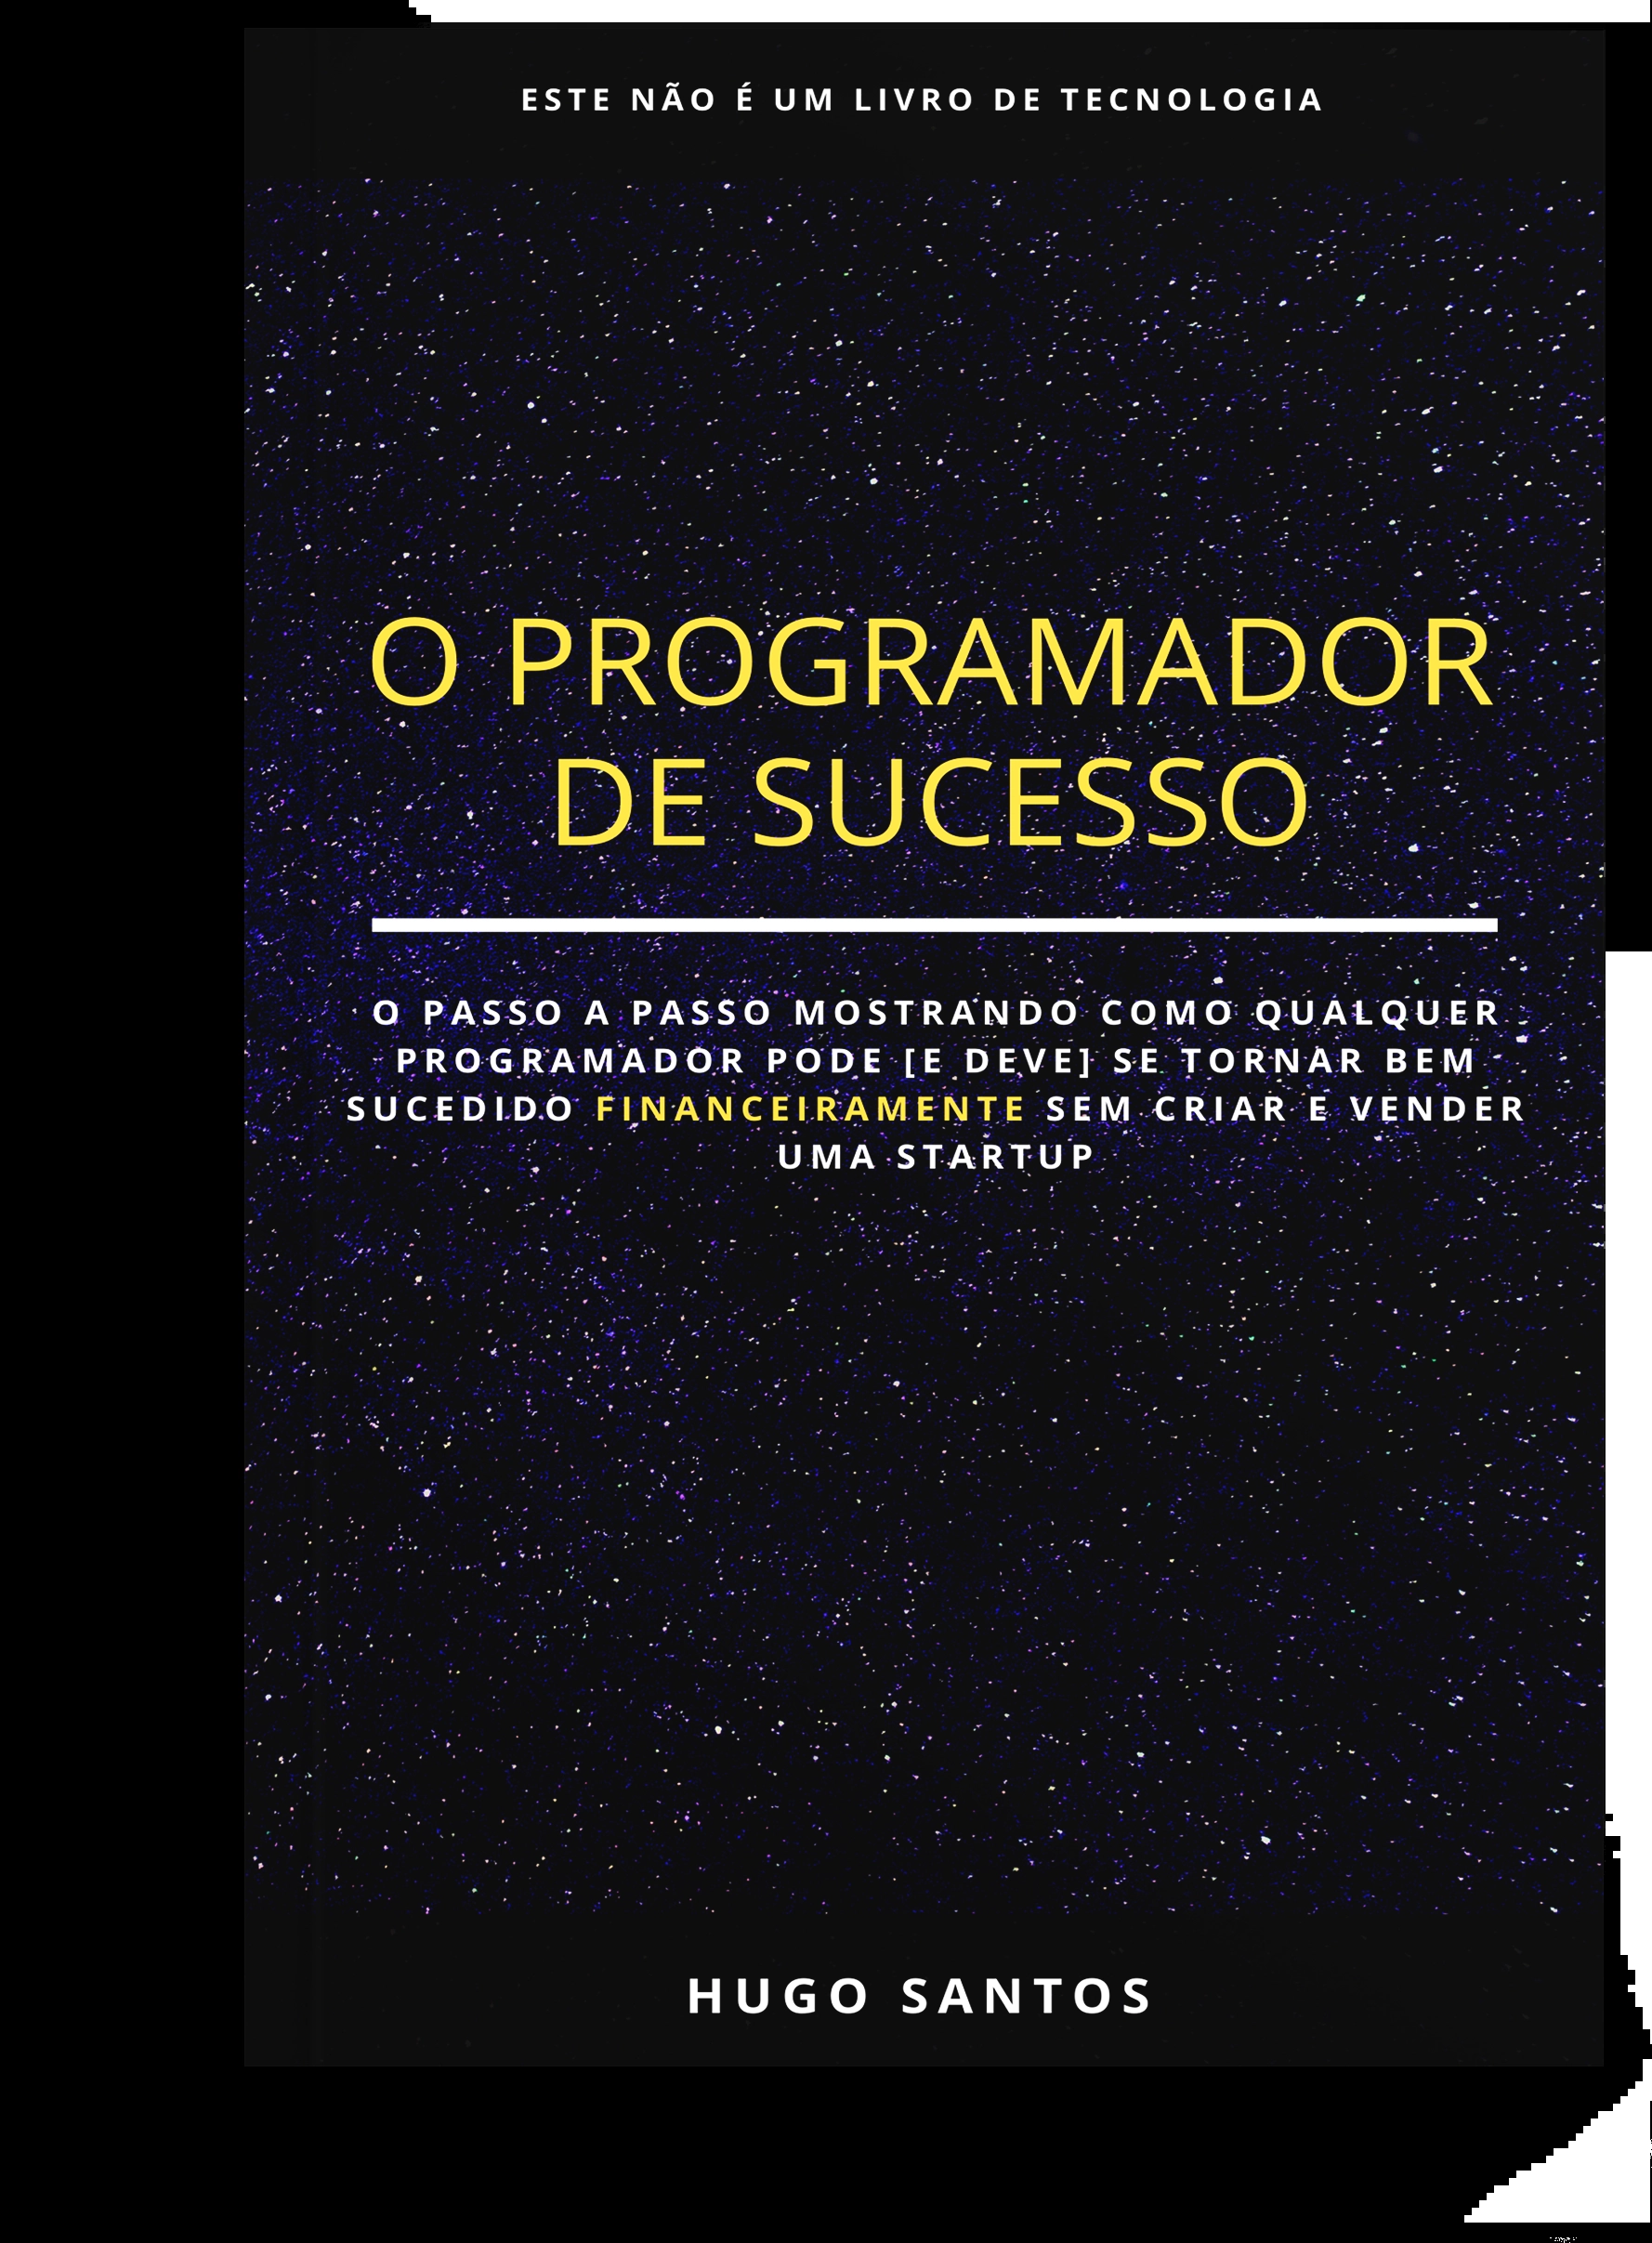 ESTE NÃO É UM LIVRO DE TECNOLOGIA
O PROGRAMADOR
DE SUCESSO
O PASSO A PASSO MOSTRANDO COMO QUALQUER
PROGRAMADOR PODE [E DEVE] SE TORNAR BEM
SUCEDIDO FINANCEIRAMENTE SEM CRIAR E VENDER
UMA STARTUP
HUGO SANTOS